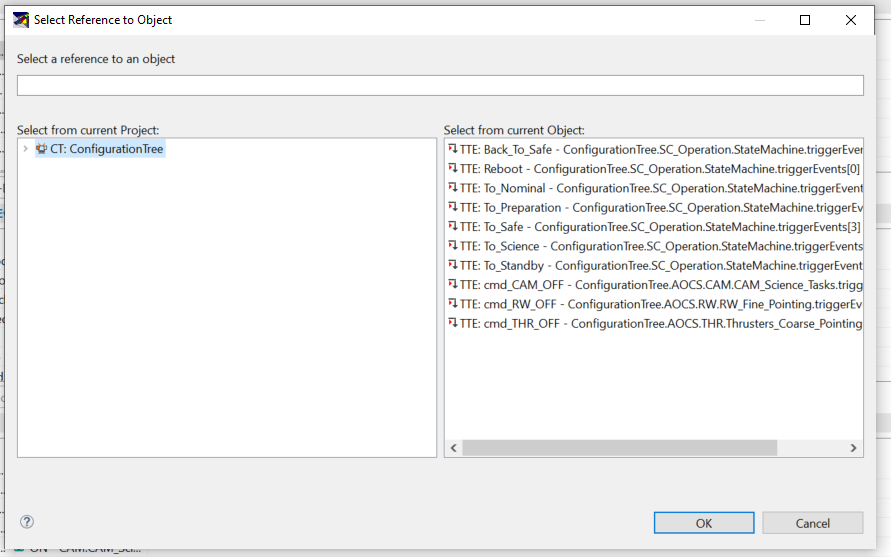 Select Reference to Object
Select a reference to an object
Select from current Project:
CT: ConfigurationTree
Select from current Object:
TTE: Back_To_Safe - ConfigurationTree.SC_Operation.StateMachine.triggerEven
TTE: Reboot - ConfigurationTree.SC_Operation.StateMachine.triggerEvents[0]
TTE: To_Nominal - ConfigurationTree.SC_Operation.StateMachine.triggerEvent
TTE: To_Preparation - ConfigurationTree.SC_Operation.StateMachine.triggerEv
TTE: To_Safe - ConfigurationTree.SC_Operation.StateMachine.triggerEvents[3]
TTE: To_Science - ConfigurationTree.SC_Operation.StateMachine.triggerEvents
TTE: To_Standby - ConfigurationTree.SC_Operation.StateMachine.triggerEvent
TTE: cmd_CAM_OFF - ConfigurationTree.AOCS.CAM.CAM_Science_Tasks.trigg
TTE: cmd_RW_OFF - ConfigurationTree.AOCS.RW.RW_Fine_Pointing.triggerEv
TTE: cmd_THR_OFF - ConfigurationTree.AOCS.THR.Thrusters_Coarse_Pointing
OK
Cancel